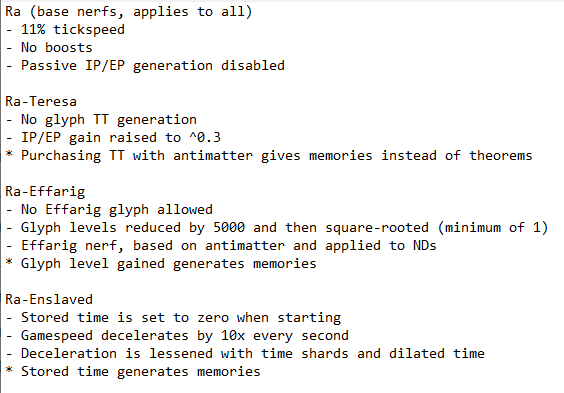 Ra (base nerfs, applies to all)
- 11% tickspeed
- No boosts
- Passive IP/EP generation disabled

Ra-Teresa
- No glyph TT generation
- IP/EP gain raised to ^0.3
* Purchasing TT with antimatter gives memories instead of theorems

Ra-Effarig
- No Effarig glyph allowed
- Glyph levels reduced by 5000 and then square-rooted (minimum of 1)
- Effarig nerf, based on antimatter and applied to NDs
* Glyph level gained generates memories

Ra-Enslaved
- Stored time is set to zero when starting
- Gamespeed decelerates by 10x every second
- Deceleration is lessened with time shards and dilated time
* Stored time generates memories